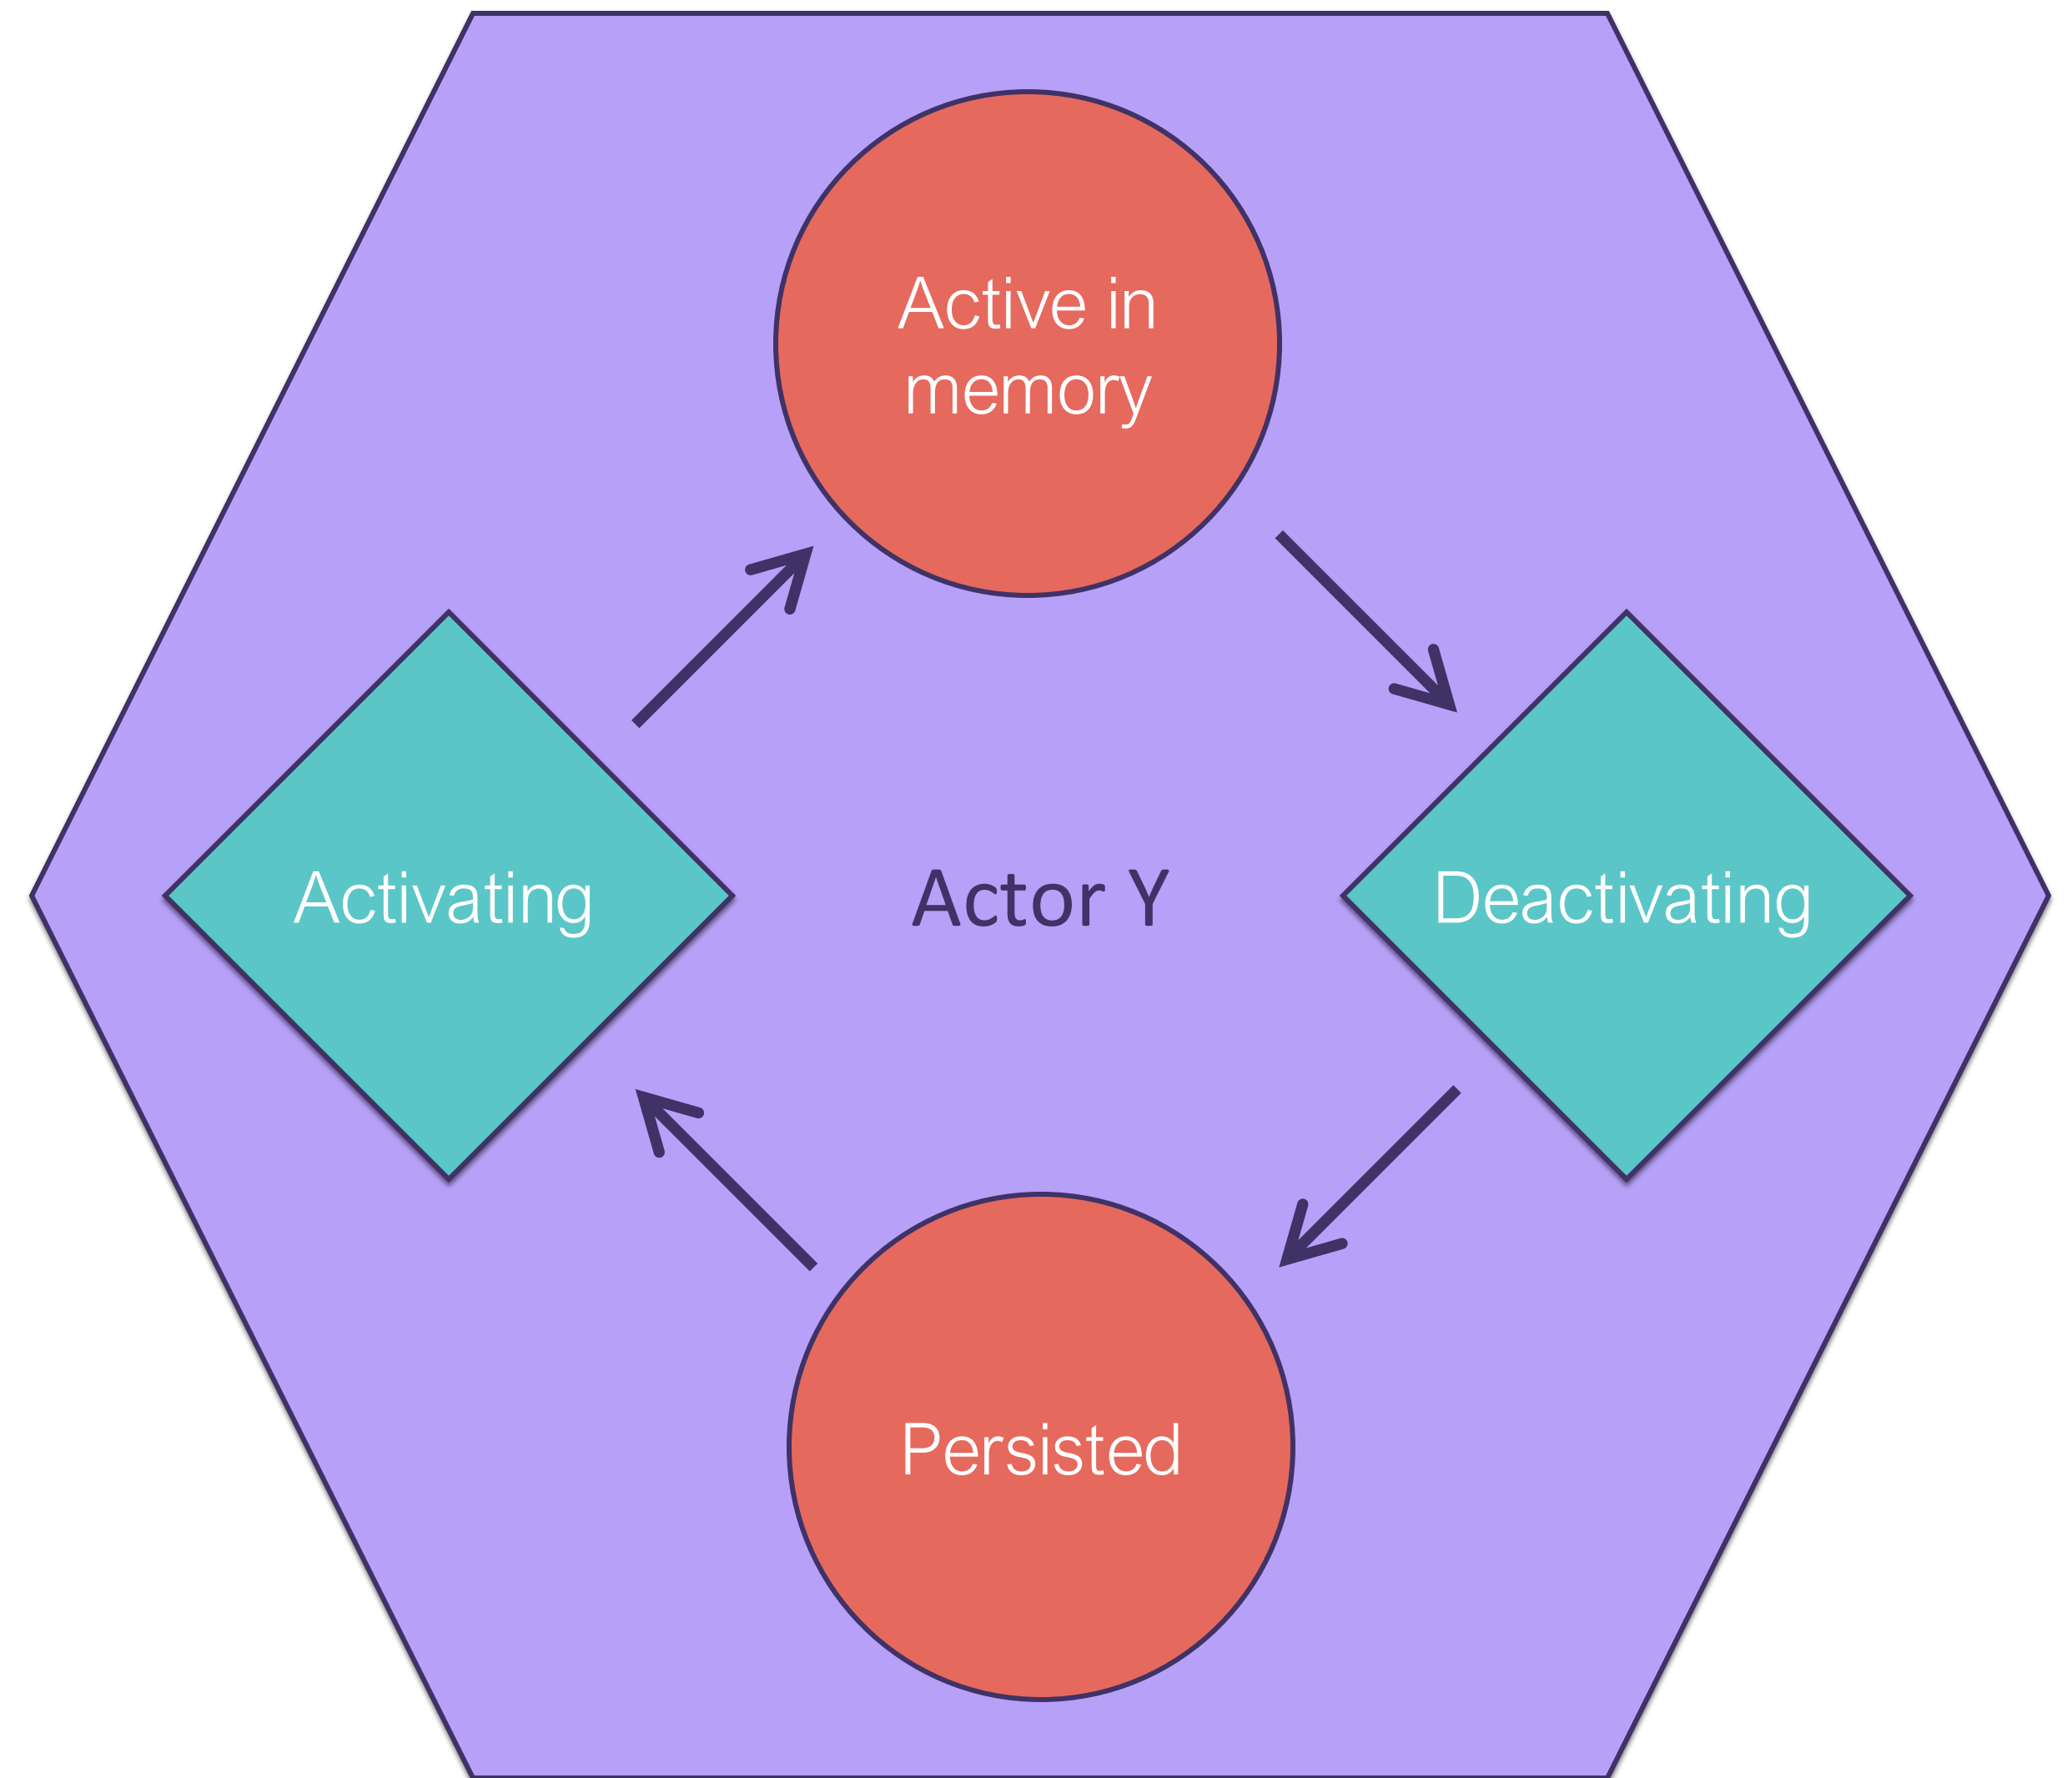 Active in
memory
Activating
Actor Y
Deactivating
Persisted